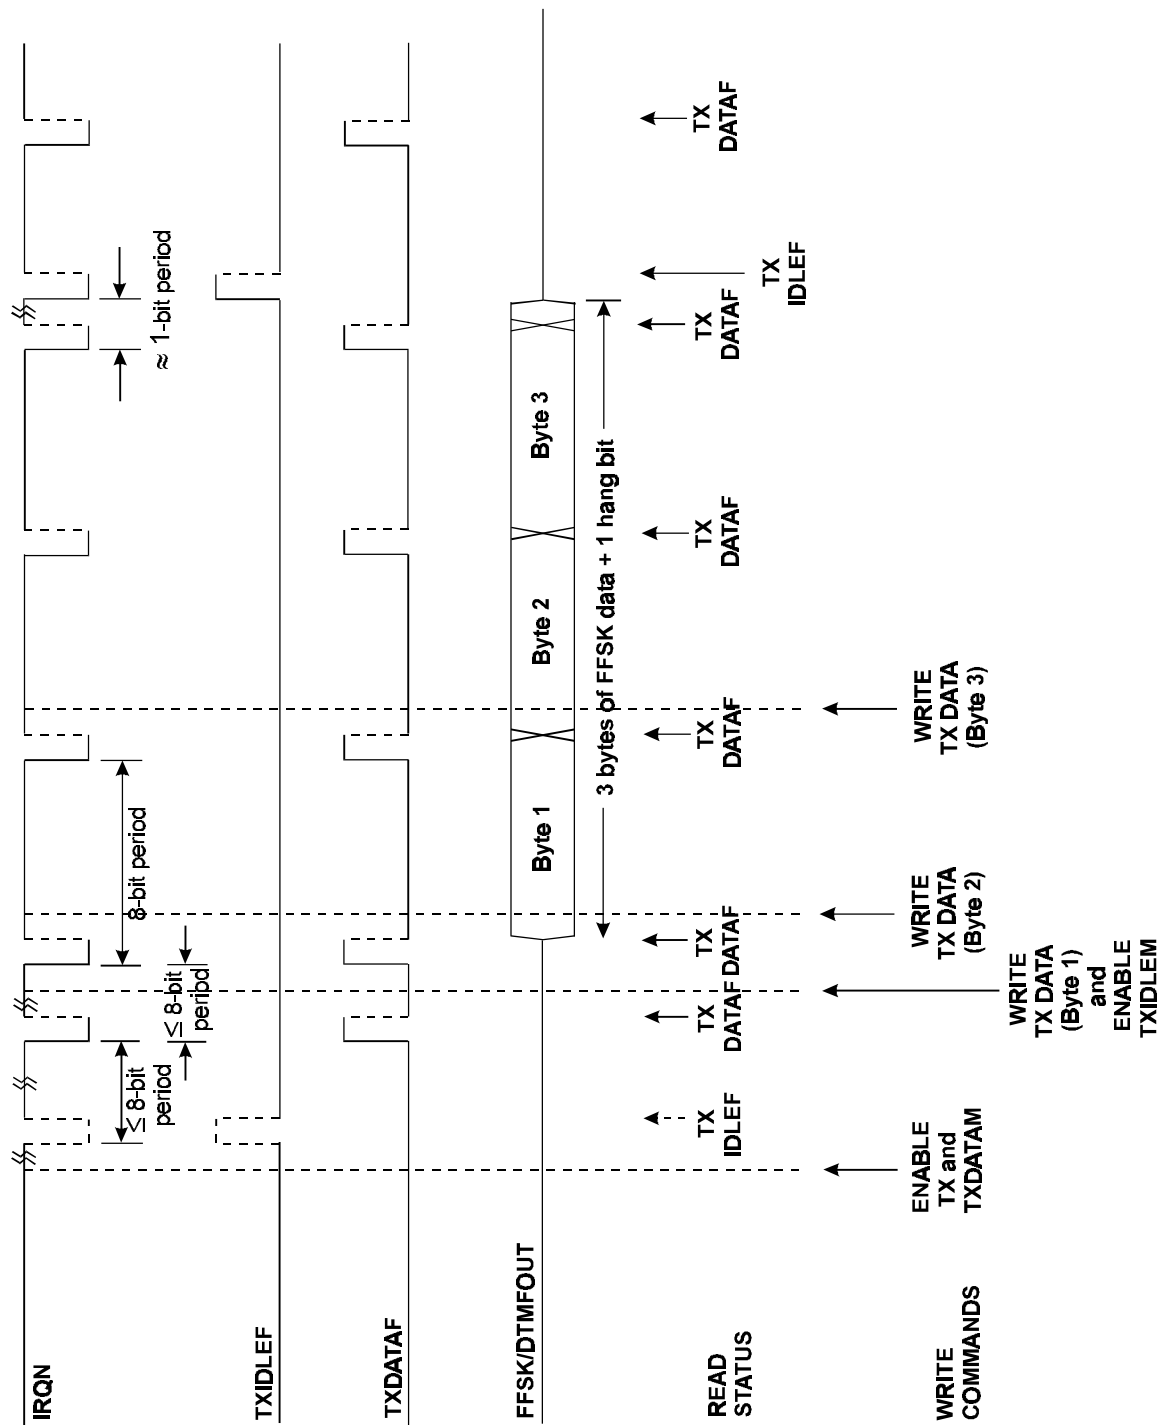 IRQN
≤ 8-bit
period
≤ 8-bit
period
8-bit period
≈ 1-bit period
TXIDLEF
TXDATAF
FFSK/DTMFOUT
Byte 1
Byte 2
Byte 3
3 bytes of FFSK data + 1 hang bit
READ
STATUS
TX
IDLEF
TX
DATAF
TX
DATAF
TX
DATAF
TX
DATAF
TX
DATAF
TX
IDLEF
TX
DATAF
WRITE
COMMANDS
ENABLE
TX and
TXDATAM
WRITE
TX DATA
(Byte 1)
and
ENABLE
TXIDLEM
WRITE
TX DATA
(Byte 2)
WRITE
TX DATA
(Byte 3)